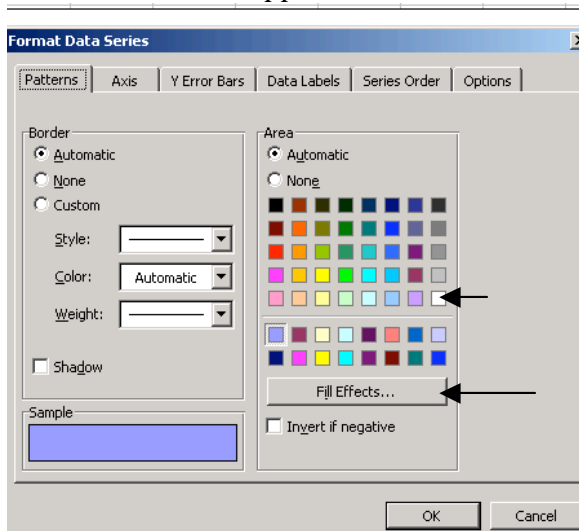 Format Data Series
Patterns Axis Y Error Bars Data Labels Series Order Options
Border
Automatic
None
Custom
Style:
Color: Automatic
Weight:
Shadow
Sample
Area
Automatic
None
Fill Effects...
Invert if negative
OK Cancel